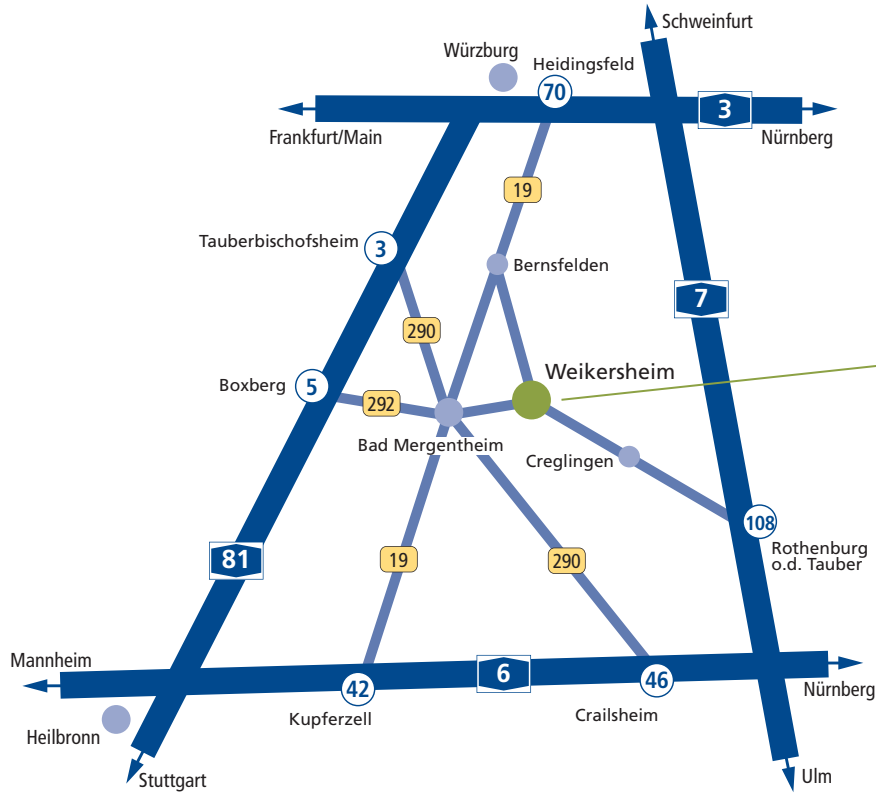 Schweinfurt
Würzburg
Heidingsfeld
70
3
Frankfurt/Main
Nürnberg
19
Tauberbischofsheim
3
Bernsfelden
7
290
Weikersheim
Boxberg
5
292
Bad Mergentheim
Creglingen
108
Rothenburg
o.d. Tauber
81
19
290
Mannheim
6
42
46
Nürnberg
Kupferzell
Crailsheim
Heilbronn
Stuttgart
Ulm